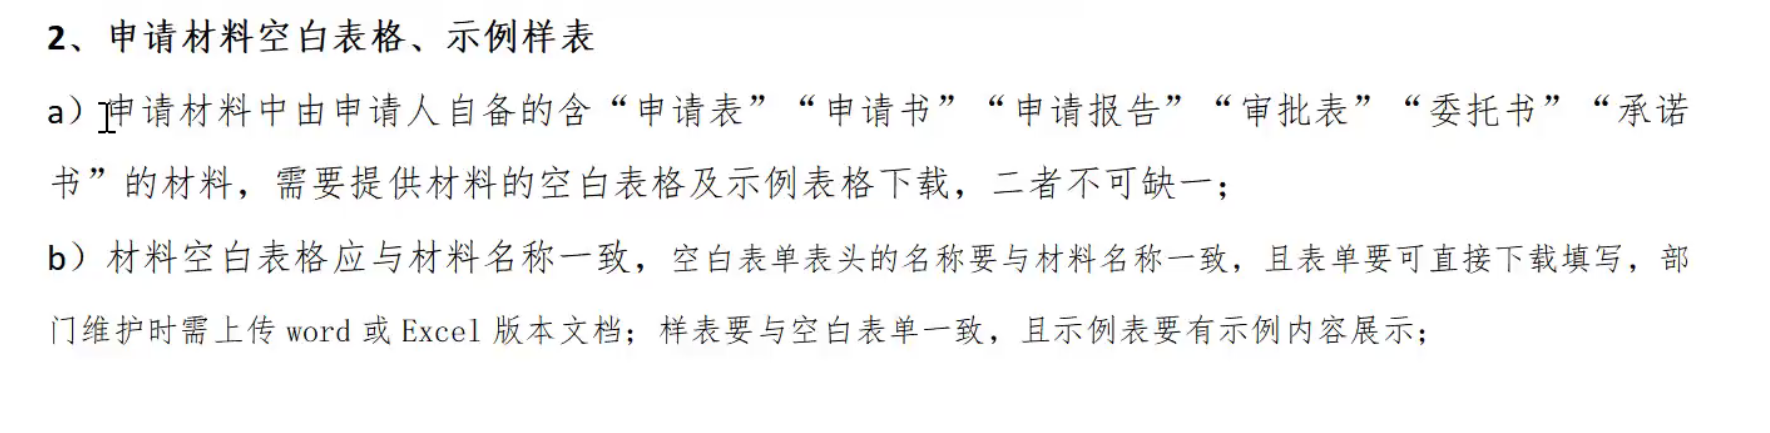 2、申请材料空白表格、示例样表
a）申请材料中由申请人自备的含“申请表”“申请书”“申请报告”“审批表”“委托书”“承诺
书”的材料，需要提供材料的空白表格及示例表格下载，二者不可缺一；
b）材料空白表格应与材料名称一致，空白表单表头的名称要与材料名称一致，且表单要可直接下载填写，部
门维护时需上传 word 或 Excel 版本文档；样表要与空白表单一致，且示例表要有示例内容展示；